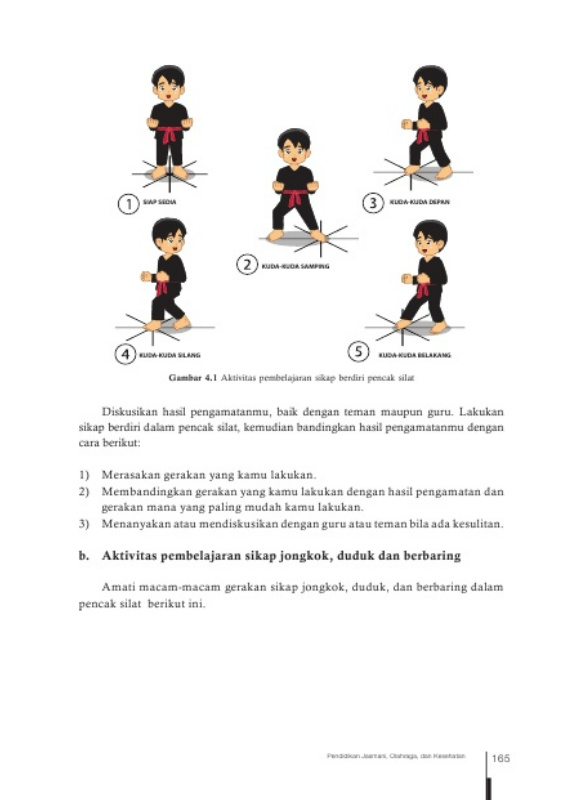 1 SIAP SEDIA
2 KUDA-KUDA SAMPING
3 KUDA-KUDA DEPAN
4 KUDA-KUDA SILANG
5 KUDA-KUDA BELAKANG
Gambar 4.1 Aktivitas pembelajaran sikap berdiri pencak silat
Diskusikan hasil pengamatanmu, baik dengan teman maupun guru. Lakukan
sikap berdiri dalam pencak silat, kemudian bandingkan hasil pengamatanmu dengan
cara berikut:
1) Merasakan gerakan yang kamu lakukan.
2) Membandingkan gerakan yang kamu lakukan dengan hasil pengamatan dan
gerakan mana yang paling mudah kamu lakukan.
3) Menanyakan atau mendiskusikan dengan guru atau teman bila ada kesulitan.
b. Aktivitas pembelajaran sikap jongkok, duduk dan berbaring
Amati macam-macam gerakan sikap jongkok, duduk, dan berbaring dalam
pencak silat berikut ini.
Pendidikan Jasmani, Olahraga, dan Kesehatan 165